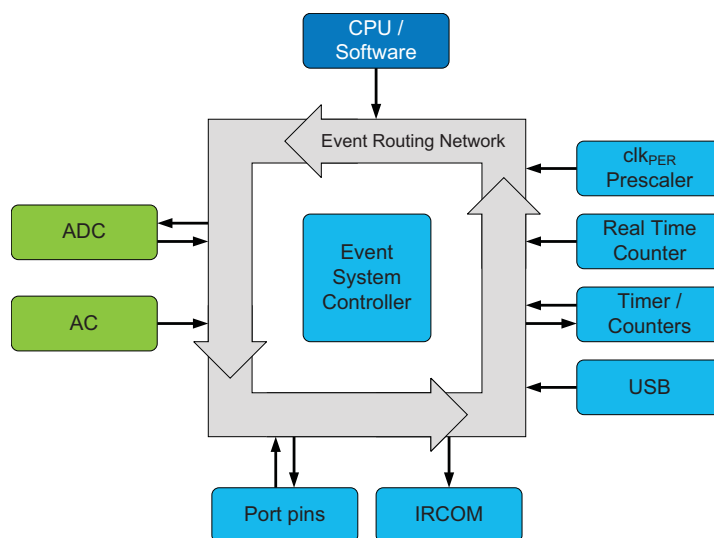 CPU /
Software
Event Routing Network
clkPER
Prescaler
ADC
Event
System
Controller
Real Time
Counter
AC
Timer /
Counters
USB
Port pins
IRCOM